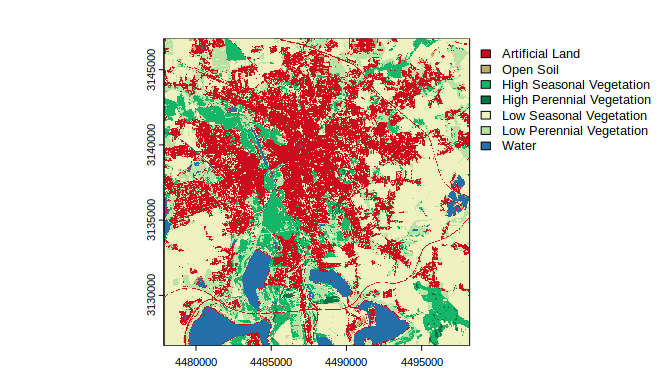 3145000
3140000
3135000
3130000
4480000 4485000 4490000 4495000
Artificial Land
Open Soil
High Seasonal Vegetation
High Perennial Vegetation
Low Seasonal Vegetation
Low Perennial Vegetation
Water